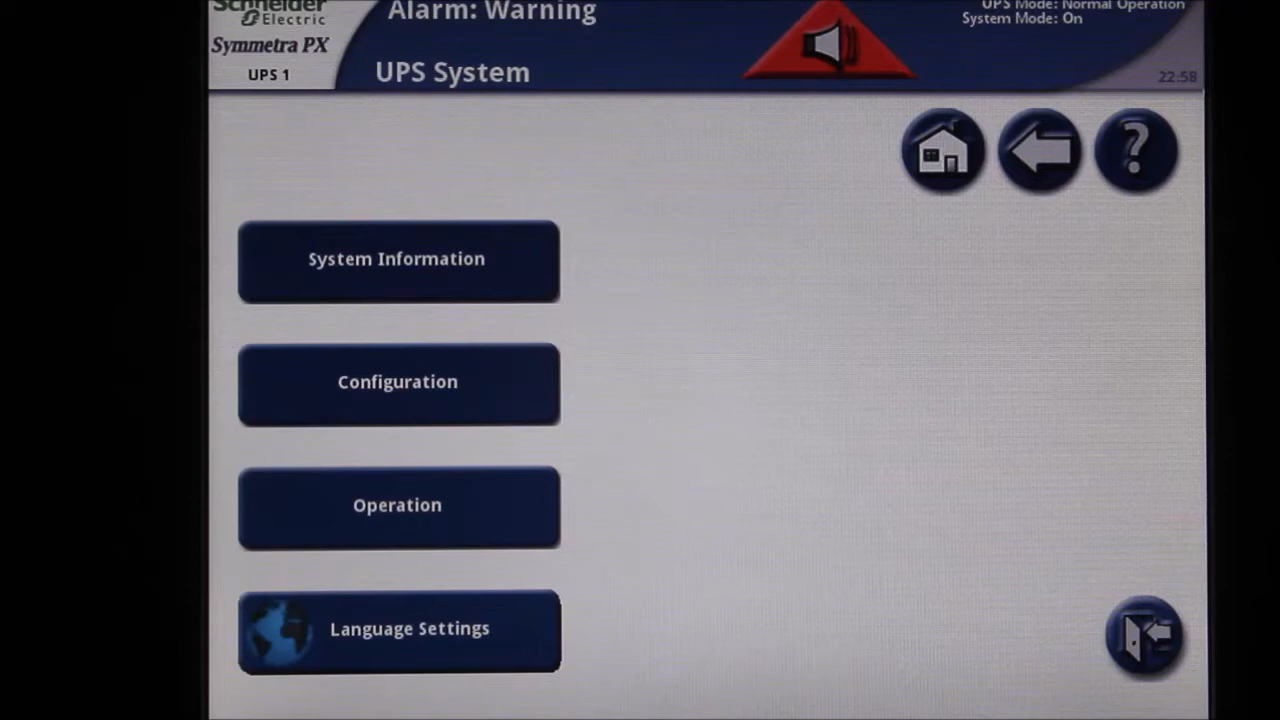 Schneider
Electric
Symmetra PX
UPS 1
Alarm: Warning
UPS System
UPS Mode: Normal Operation
System Mode: On
22:58
?
System Information
Configuration
Operation
Language Settings